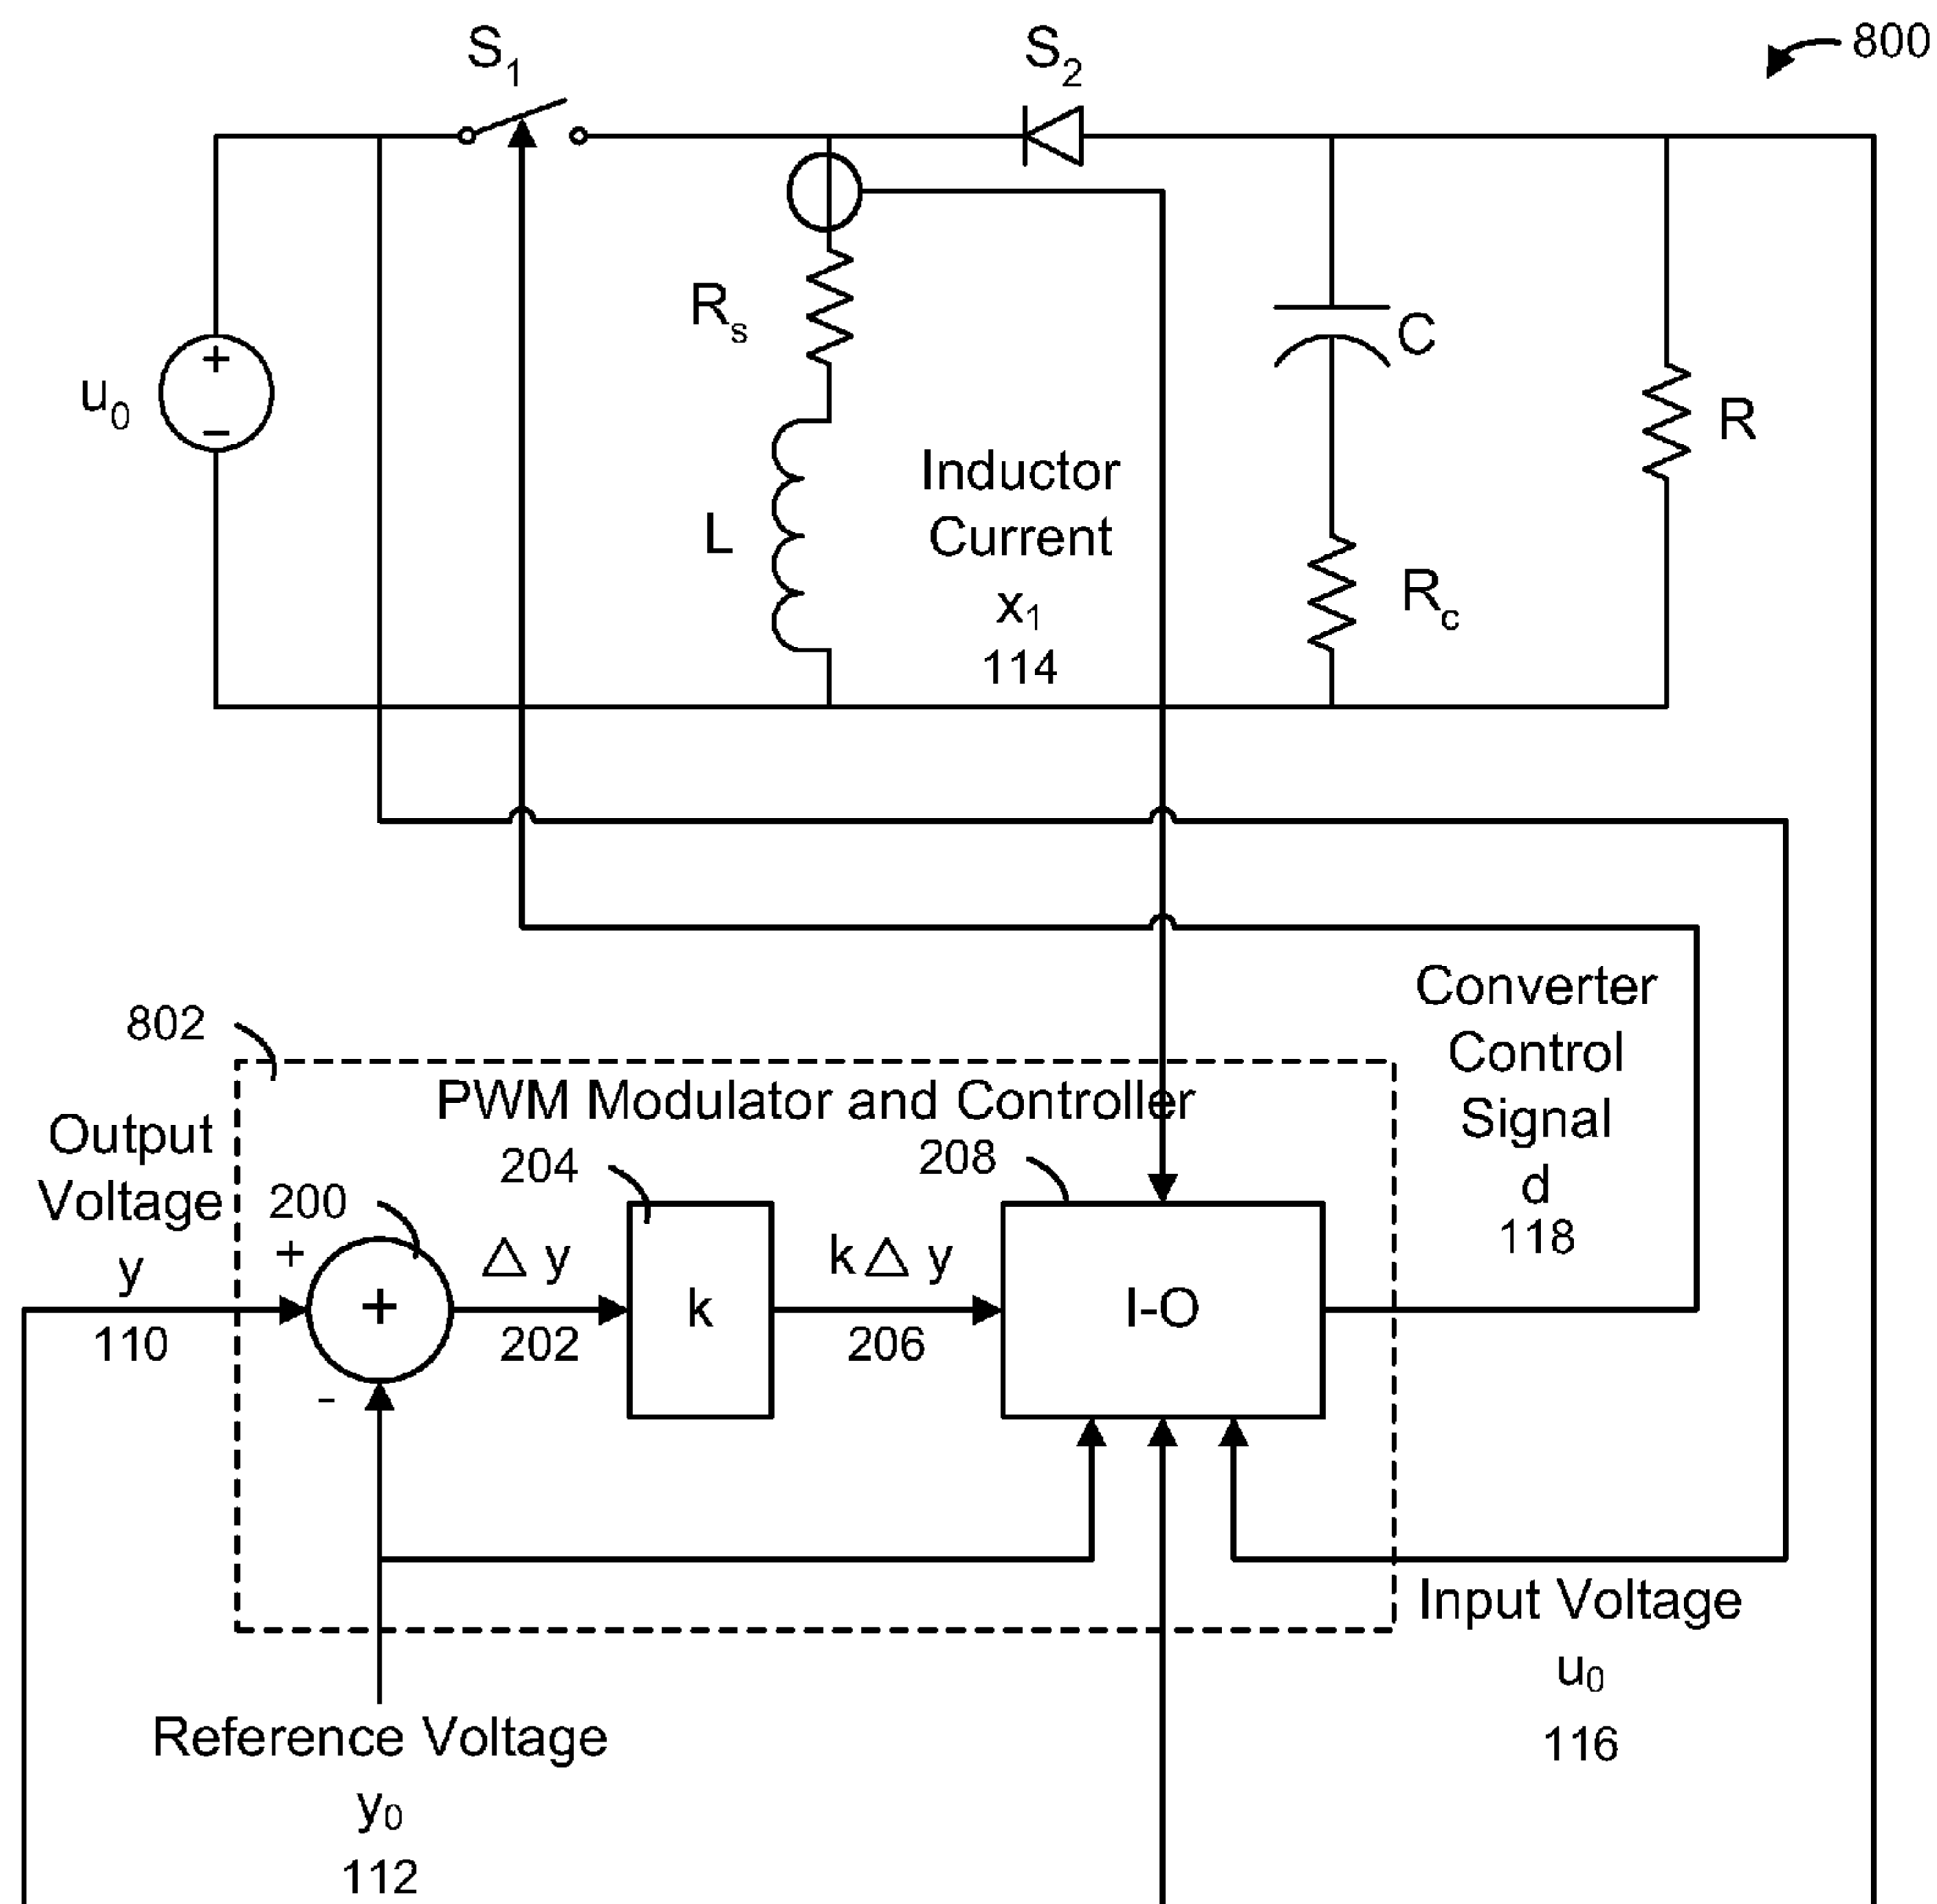 S1
S2
800
+
−
u0
Rs
L
Inductor
Current
x1
114
C
Rc
R
Converter
Control
Signal
d
118
802
PWM Modulator and Controller
Output
Voltage
y
110
200
+
+
-
△ y
202
204
k
k△ y
206
208
I-O
Input Voltage
u0
116
Reference Voltage
y0
112